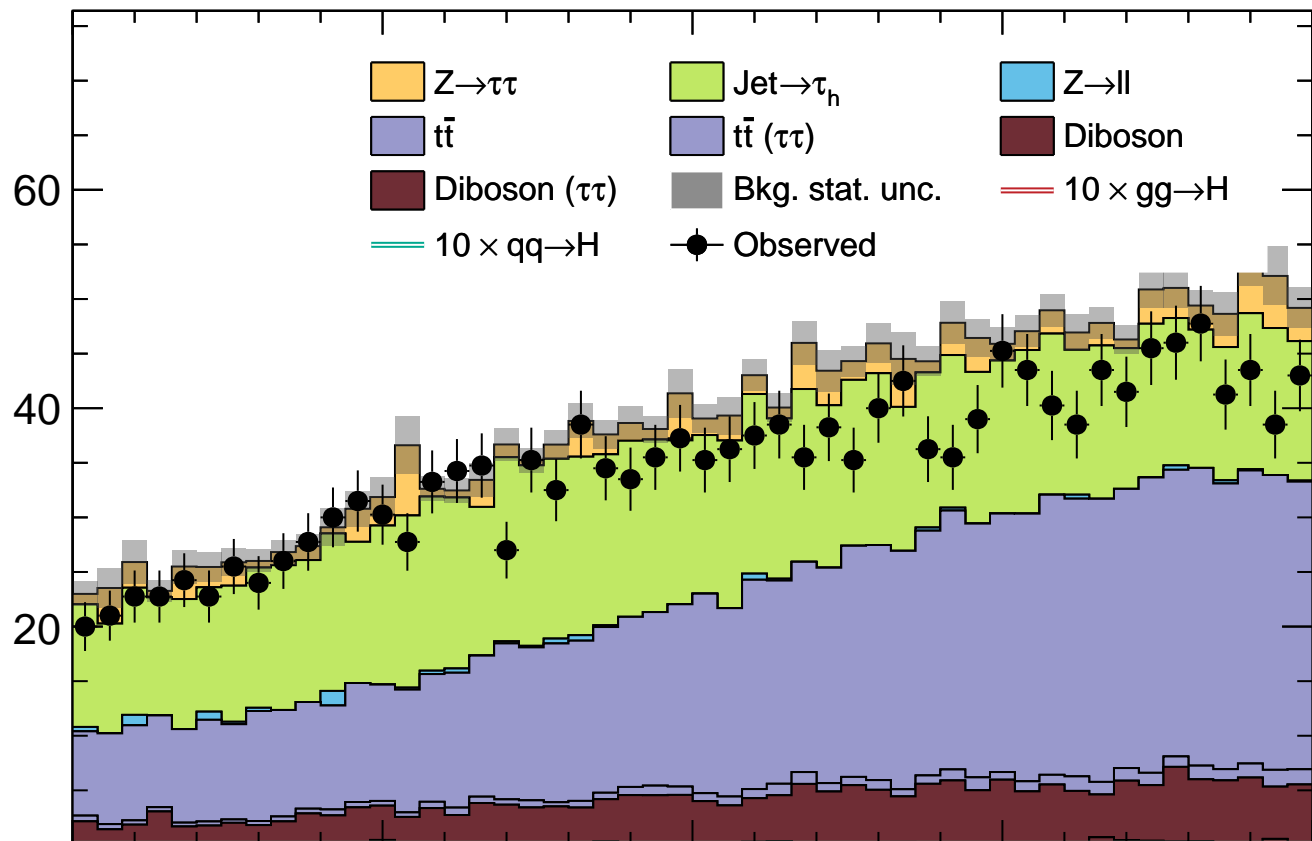 Z→ττ Jet→τh Z→ll
tt̄ tt̄ (ττ) Diboson
Diboson (ττ) Bkg. stat. unc. 10 × gg→H
10 × qq→H Observed
60
40
20